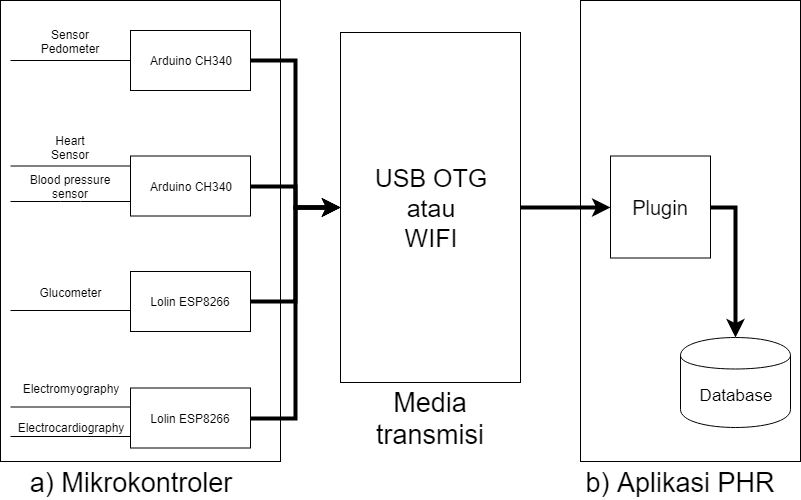 Sensor
Pedometer
Arduino CH340
Heart
Sensor
Blood pressure
sensor
Arduino CH340
Glucometer
Lolin ESP8266
Electromyography
Electrocardiography
Lolin ESP8266
a) Mikrokontroler
USB OTG
atau
WIFI
Media
transmisi
Plugin
Database
b) Aplikasi PHR